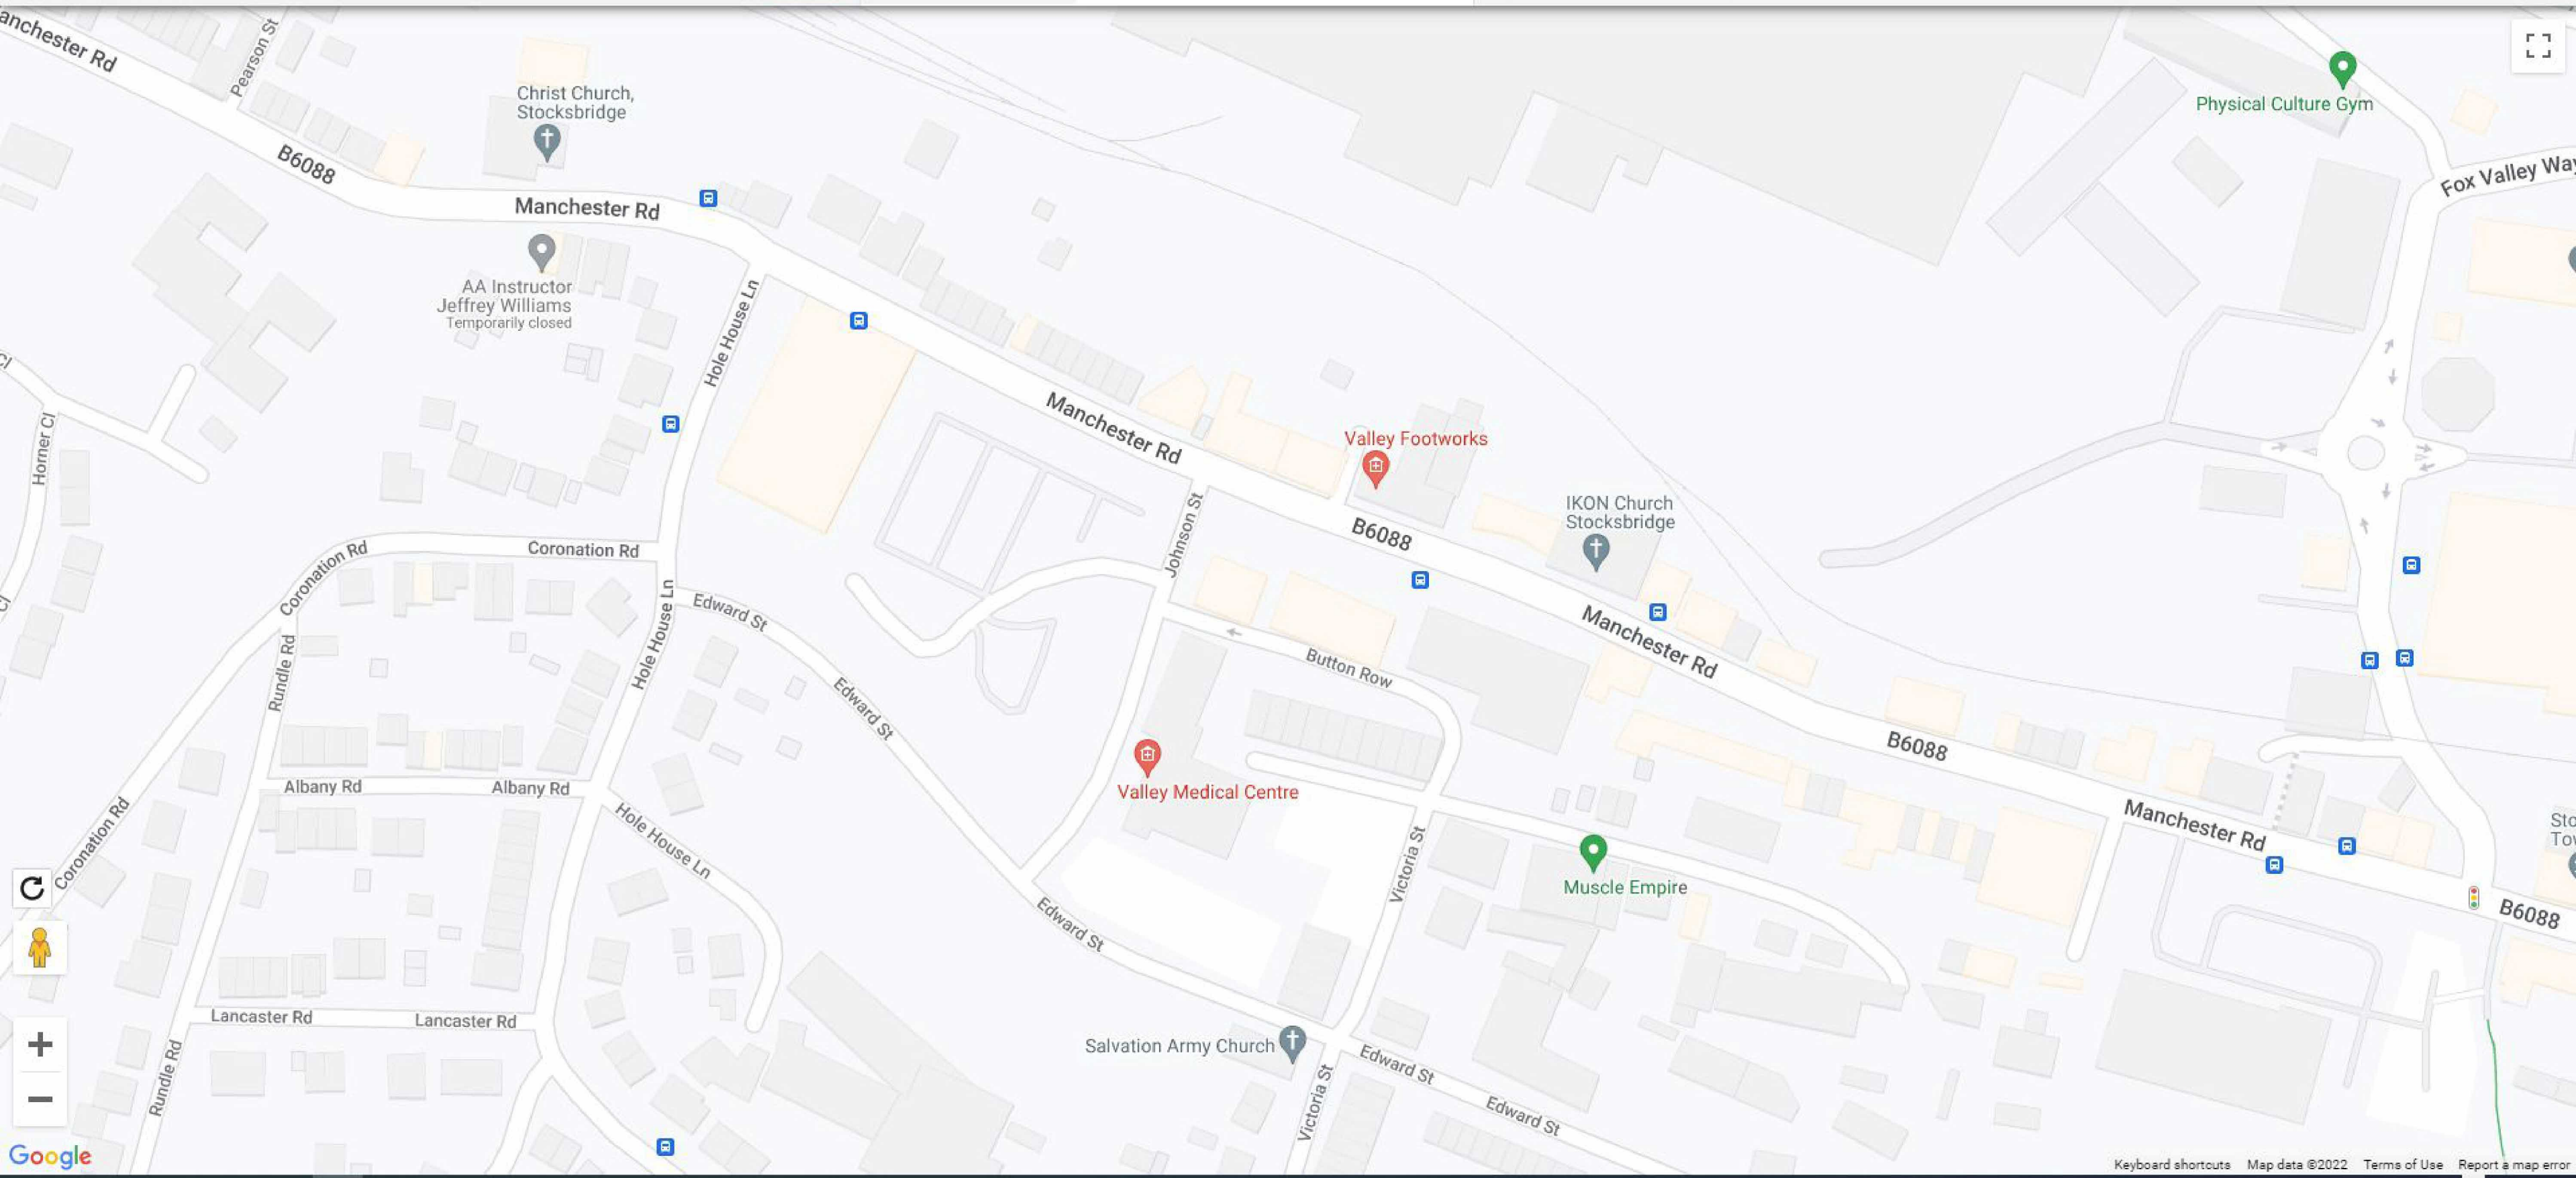 anchester Rd
Pearson St
B6088
Christ Church,
Stocksbridge
Manchester Rd
AA Instructor
Jeffrey Williams
Temporarily closed
Physical Culture Gym
Fox Valley Way
Hole House Ln
Horner Cl
Cl
Cl
Manchester Rd
Valley Footworks
IKON Church
Stocksbridge
B6088
Johnson St
Coronation Rd
Coronation Rd
Hole House Ln
Edward St
Rundle Rd
Edward St
Button Row
Manchester Rd
B6088
Valley Medical Centre
Albany Rd
Albany Rd
Hole House Ln
Coronation Rd
Victoria St
Muscle Empire
Manchester Rd
Sto
Tov
B6088
Edward St
Lancaster Rd
Lancaster Rd
Salvation Army Church
Edward St
Rundle Rd
Victoria St
Edward St
Google
Keyboard shortcuts
Map data ©2022
Terms of Use
Report a map error